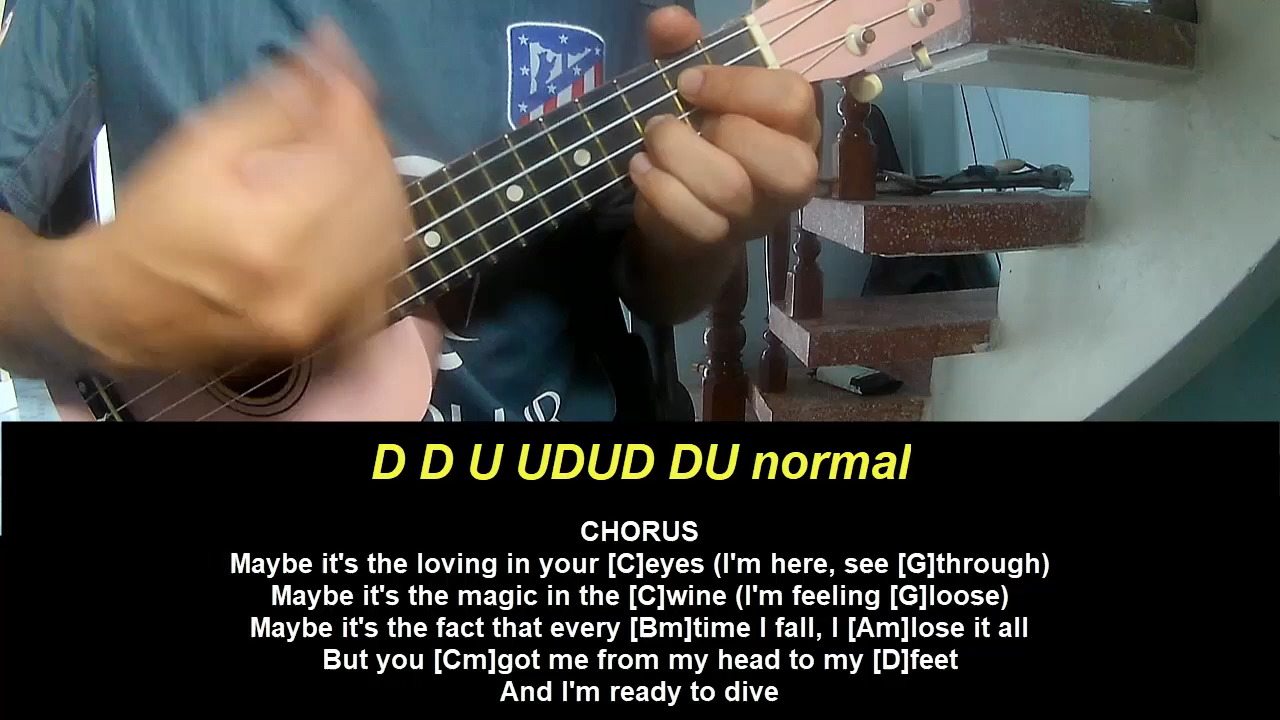 D D U UDUD DU normal
CHORUS
Maybe it's the loving in your [C]eyes (I'm here, see [G]through)
Maybe it's the magic in the [C]wine (I'm feeling [G]loose)
Maybe it's the fact that every [Bm]time I fall, I [Am]lose it all
But you [Cm]got me from my head to my [D]feet
And I'm ready to dive